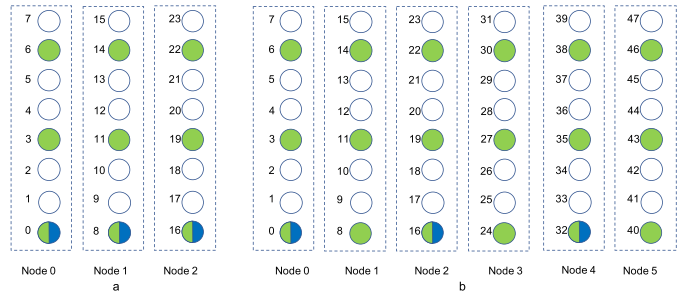 7 15 23 7 15 23 31 39 47
6 14 22 6 14 22 30 38 46
5 13 21 5 13 21 29 37 45
4 12 20 4 12 20 28 36 44
3 11 19 3 11 19 27 35 43
2 10 18 2 10 18 26 34 42
1 9 17 1 9 17 25 33 41
0 8 16 0 8 16 24 32 40
Node 0 Node 1 Node 2 Node 0 Node 1 Node 2 Node 3 Node 4 Node 5
a b